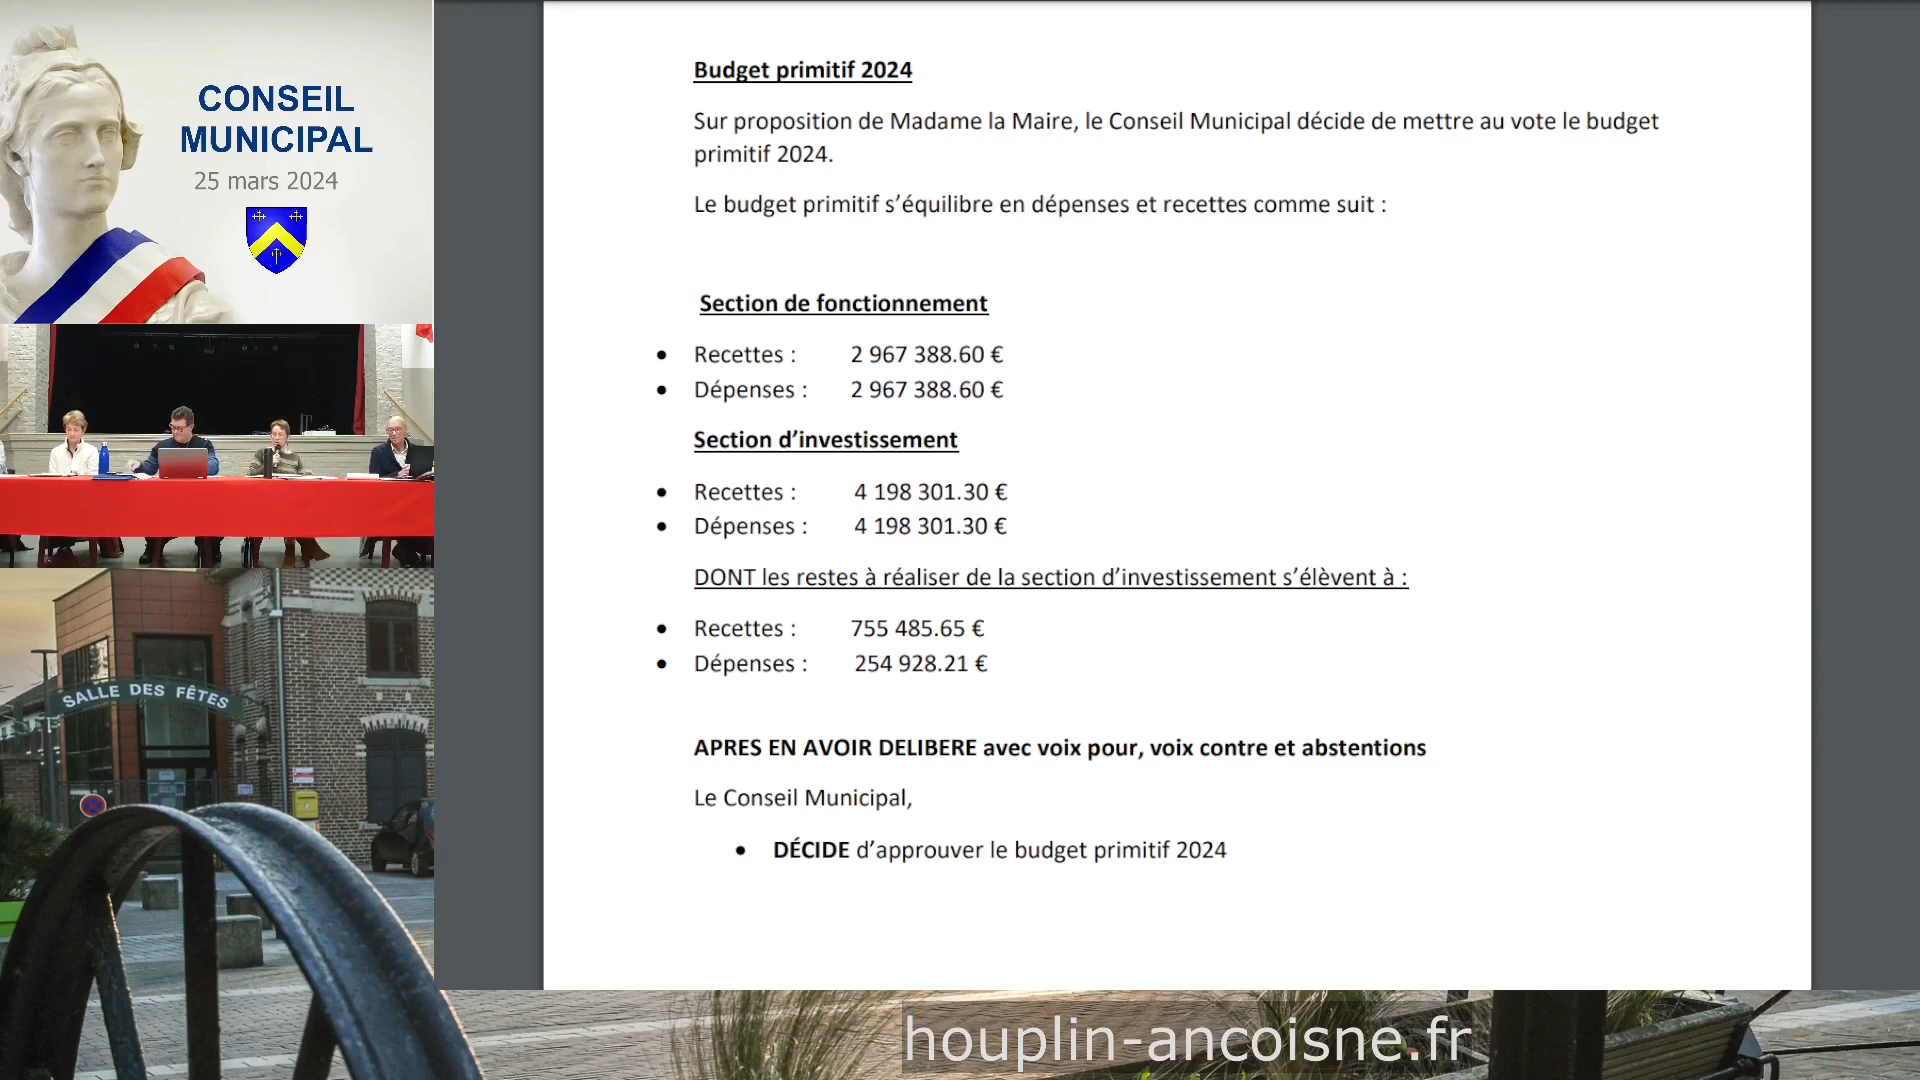 CONSEIL
MUNICIPAL
25 mars 2024
SALLE DES FÊTES
Budget primitif 2024
Sur proposition de Madame la Maire, le Conseil Municipal décide de mettre au vote le budget
primitif 2024.
Le budget primitif s’équilibre en dépenses et recettes comme suit :
Section de fonctionnement
• Recettes : 2 967 388.60 €
• Dépenses : 2 967 388.60 €
Section d’investissement
• Recettes : 4 198 301.30 €
• Dépenses : 4 198 301.30 €
DONT les restes à réaliser de la section d’investissement s’élèvent à :
• Recettes : 755 485.65 €
• Dépenses : 254 928.21 €
APRES EN AVOIR DELIBERE avec voix pour, voix contre et abstentions
Le Conseil Municipal,
• DÉCIDE d’approuver le budget primitif 2024
houplin-ancoisne.fr